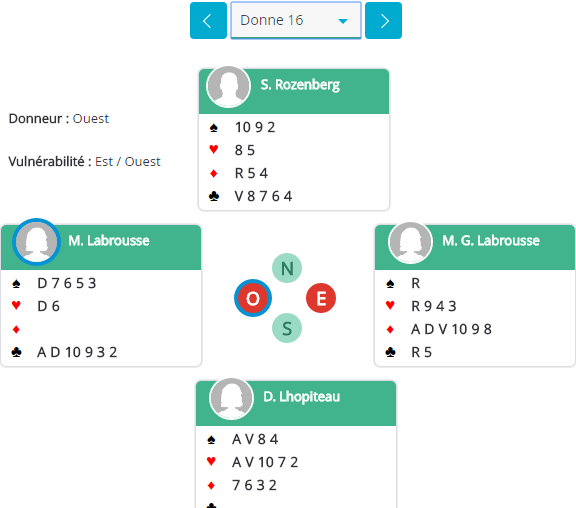 Donne 16
S. Rozenberg
Donneur : Ouest
Vulnérabilité : Est / Ouest
♠ 10 9 2
♥ 8 5
♦ R 5 4
♣ V 8 7 6 4
M. Labrousse
♠ D 7 6 5 3
♥ D 6
♦
♣ A D 10 9 3 2
N
O
E
S
M. G. Labrousse
♠ R
♥ R 9 4 3
♦ A D V 10 9 8
♣ R 5
D. Lhopiteau
♠ A V 8 4
♥ A V 10 7 2
♦ 7 6 3 2
♣